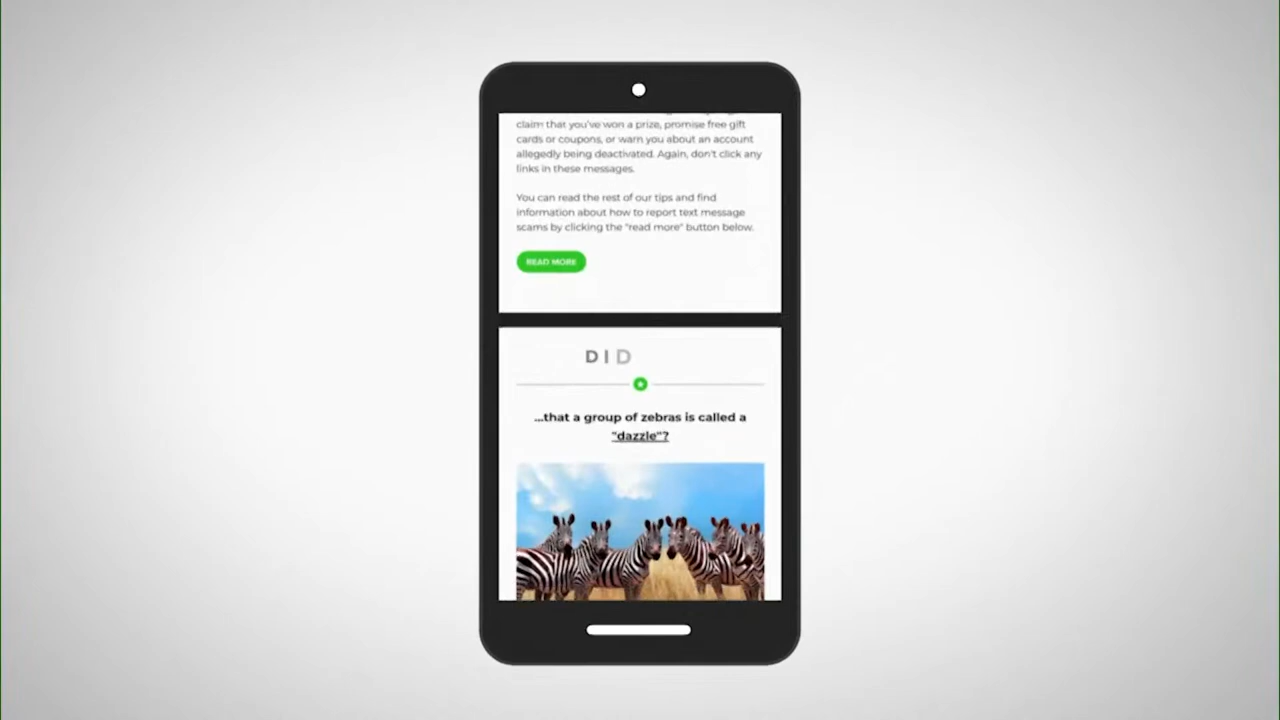 claim that you've won a prize, promise free gift
cards or coupons, or warn you about an account
allegedly being deactivated. Again, don't click any
links in these messages.
You can read the rest of our tips and find
information about how to report text message
scams by clicking the "read more" button below.
READ MORE
DID
...that a group of zebras is called a
"dazzle"?